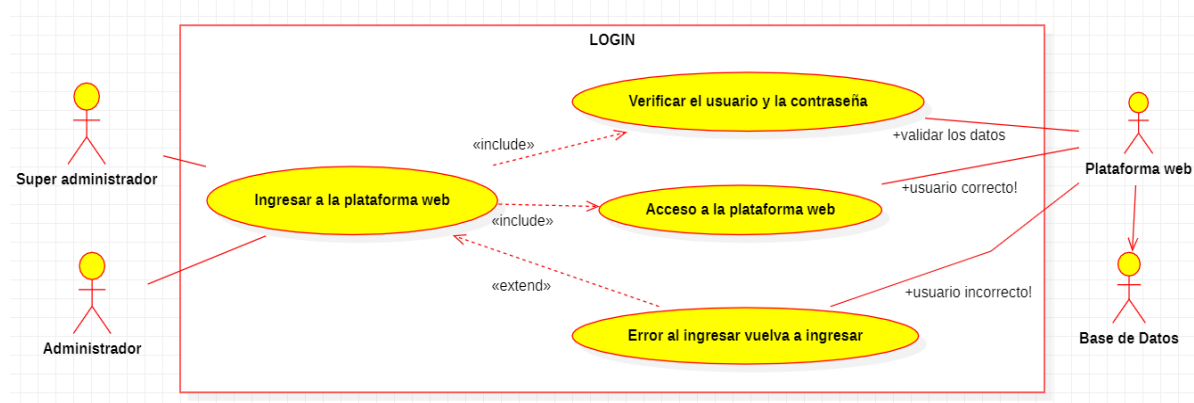 LOGIN
Verificar el usuario y la contraseña
+validar los datos
«include»
Super administrador
Plataforma web
Ingresar a la plataforma web
+usuario correcto!
Acceso a la plataforma web
«include»
«extend»
+usuario incorrecto!
Error al ingresar vuelva a ingresar
Administrador
Base de Datos